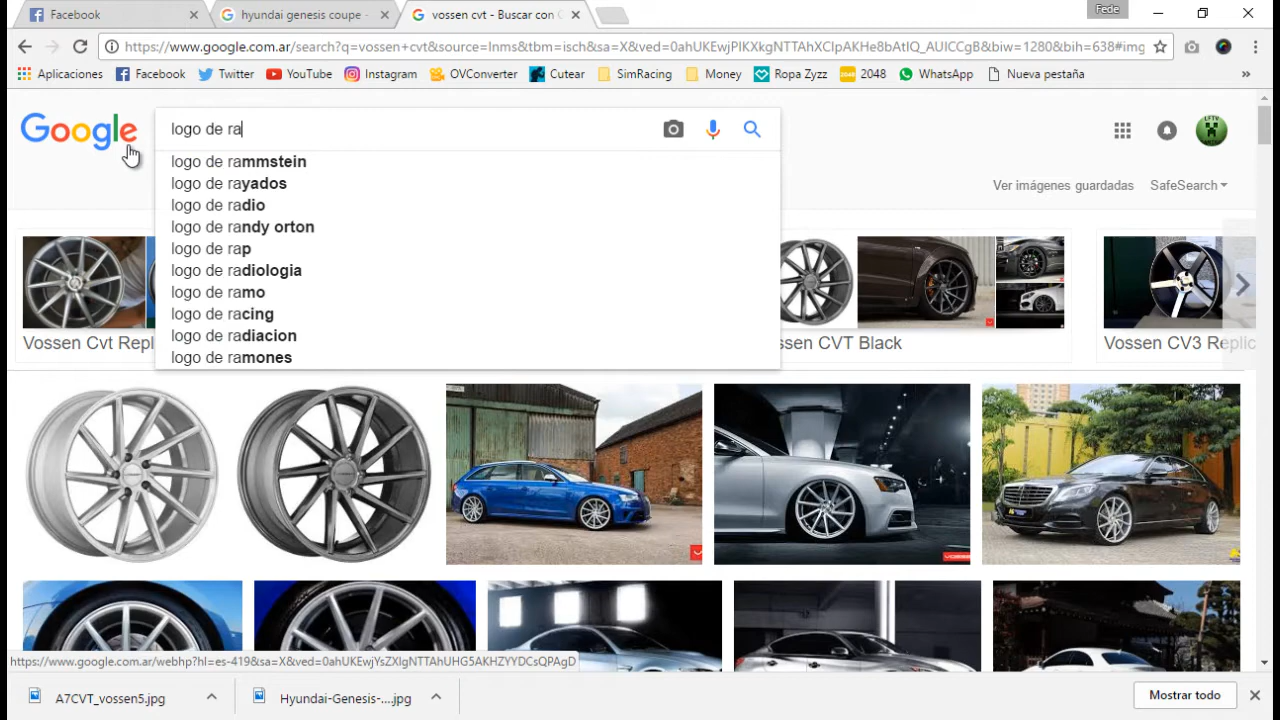 Facebook
hyundai genesis coupe -
vossen cvt - Buscar con G
Fede
https://www.google.com.ar/search?q=vossen+cvt&source=lnms&tbm=isch&sa=X&ved=0ahUKEwjPlKXkgNTTAhXClpAKHe8bAtIQ_AUICCgB&biw=1280&bih=638#img
Aplicaciones
Facebook
Twitter
YouTube
Instagram
OVConverter
Cutear
SimRacing
Money
Ropa Zyzz
2048
2048
WhatsApp
Nueva pestaña
»
Google
logo de ra
logo de rammstein
logo de rayados
logo de radio
logo de randy orton
logo de rap
logo de radiologia
logo de ramo
logo de racing
logo de radiacion
logo de ramones
Ver imágenes guardadas
SafeSearch
Vossen Cvt Repl
ssen CVT Black
Vossen CV3 Replic
https://www.google.com.ar/webhp?hl=es-419&sa=X&ved=0ahUKEwjYsZXlgNTTAhUHG5AKHZYYDCsQPAgD
A7CVT_vossen5.jpg
Hyundai-Genesis-....jpg
Mostrar todo